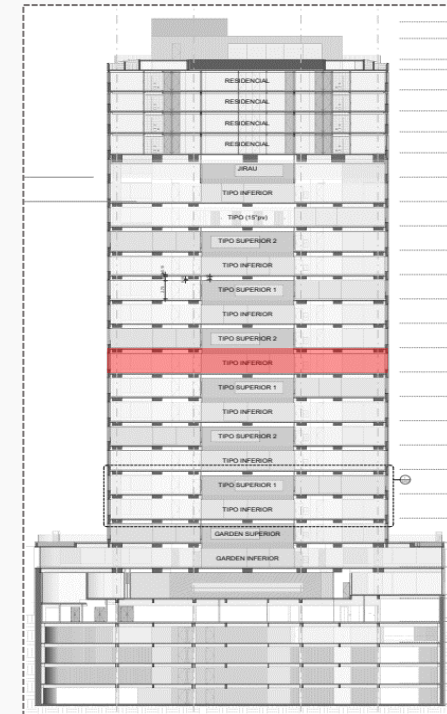 RESIDENCIAL
RESIDENCIAL
RESIDENCIAL
RESIDENCIAL
JIRAU
TIPO INFERIOR
TIPO (15°pv)
TIPO SUPERIOR 2
TIPO INFERIOR
TIPO SUPERIOR 1
TIPO INFERIOR
TIPO SUPERIOR 2
TIPO INFERIOR
TIPO SUPERIOR 1
TIPO INFERIOR
TIPO SUPERIOR 2
TIPO INFERIOR
TIPO SUPERIOR 1
TIPO INFERIOR
GARDEN SUPERIOR
GARDEN INFERIOR